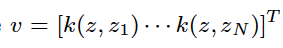 v = [k(z, z_1) ⋯ k(z, z_N)]^T